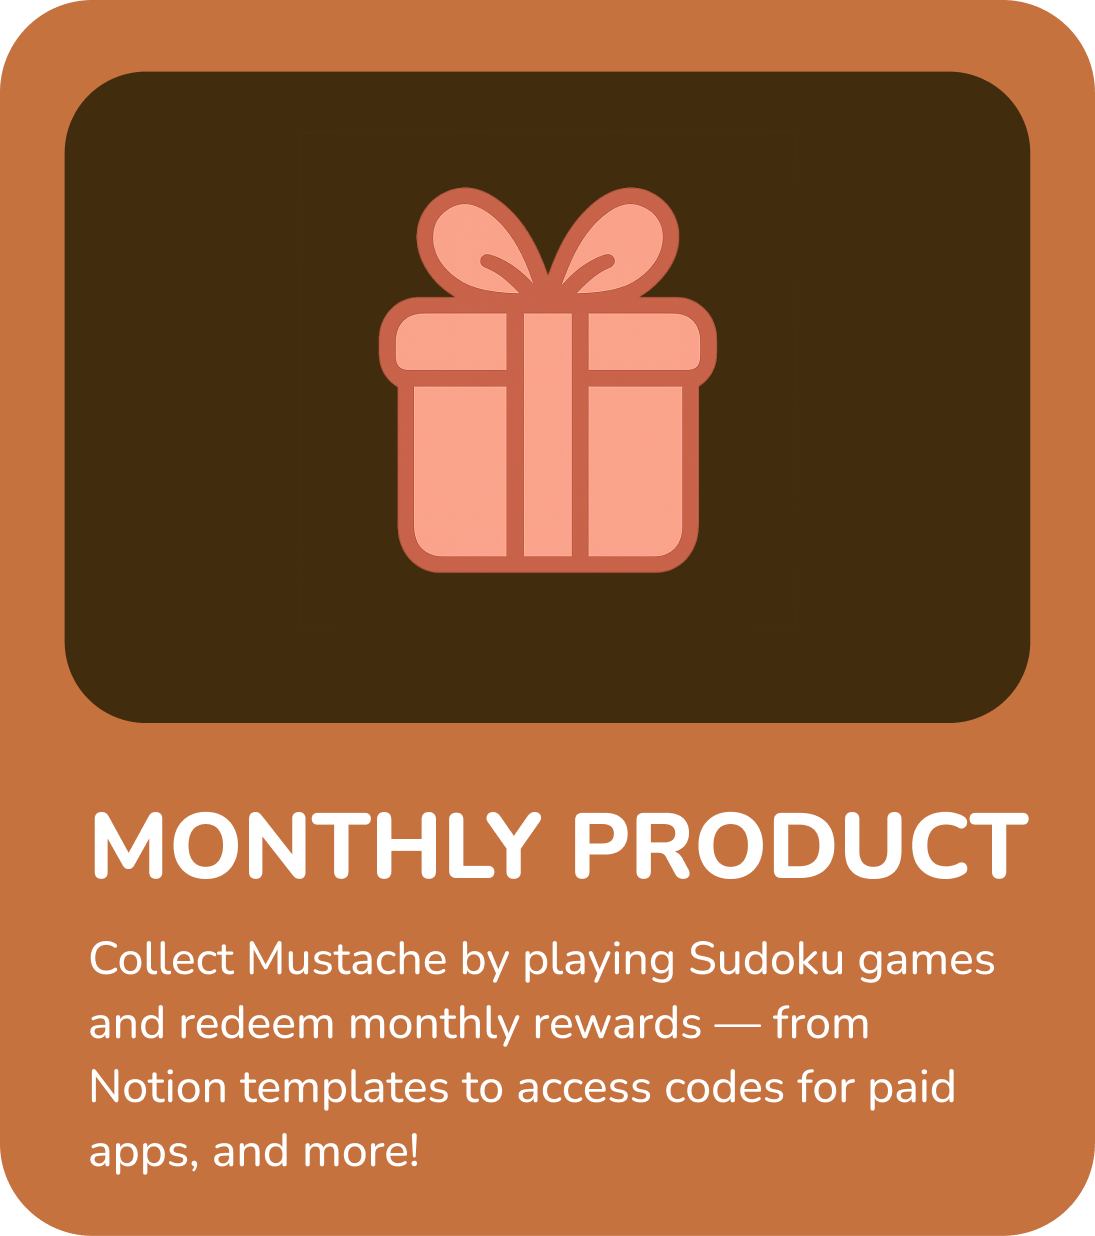 MONTHLY PRODUCT
Collect Mustache by playing Sudoku games
and redeem monthly rewards — from
Notion templates to access codes for paid
apps, and more!